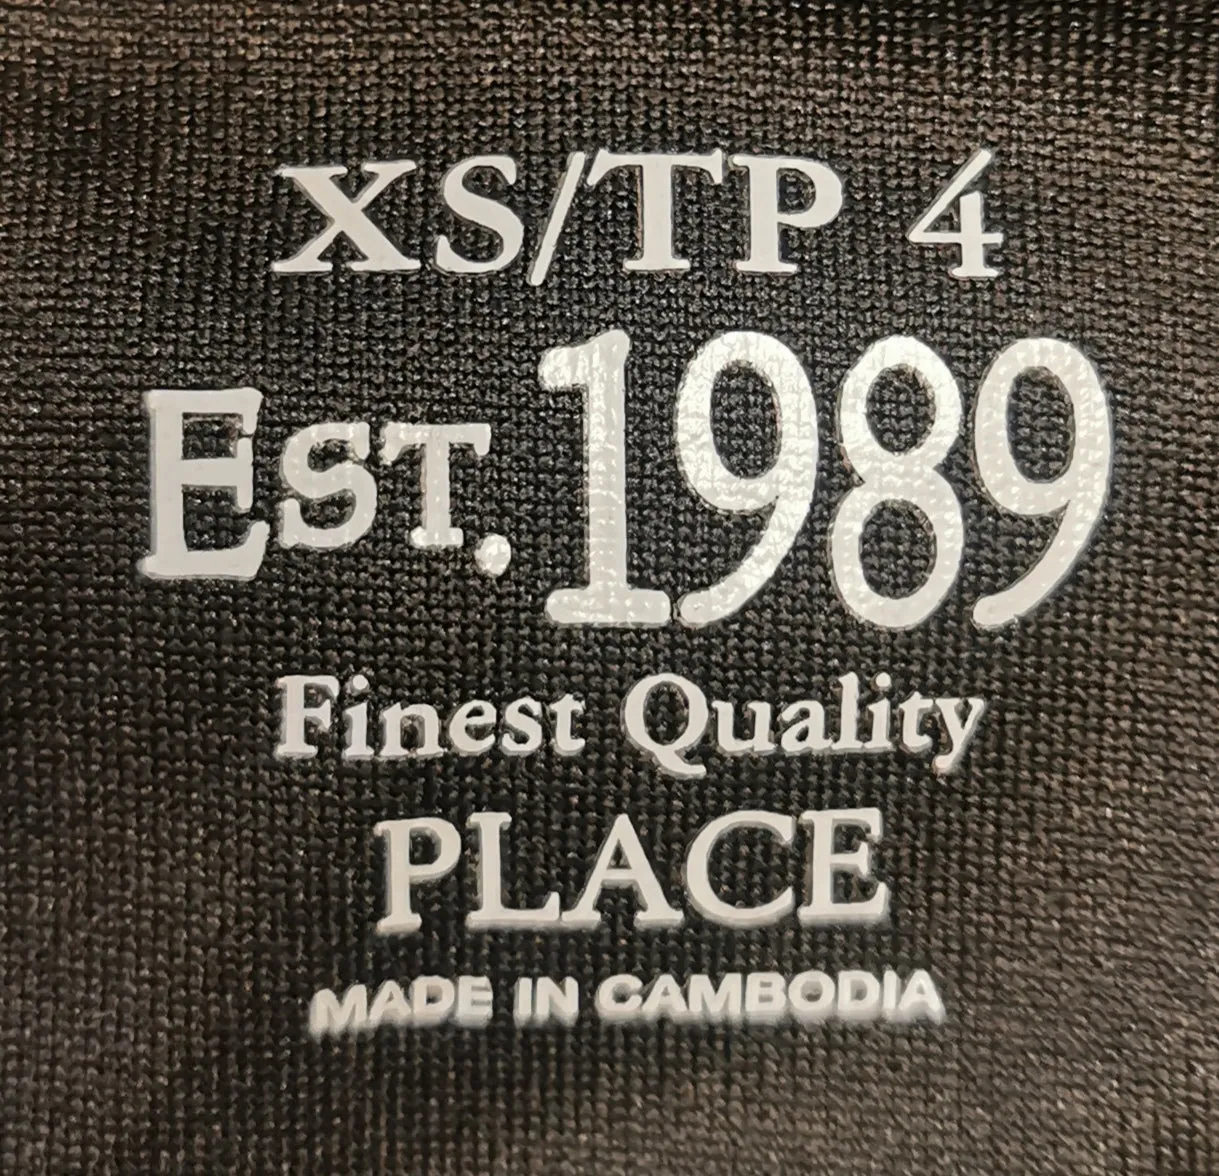 XS/TP 4
EST. 1989
Finest Quality
PLACE
MADE IN CAMBODIA